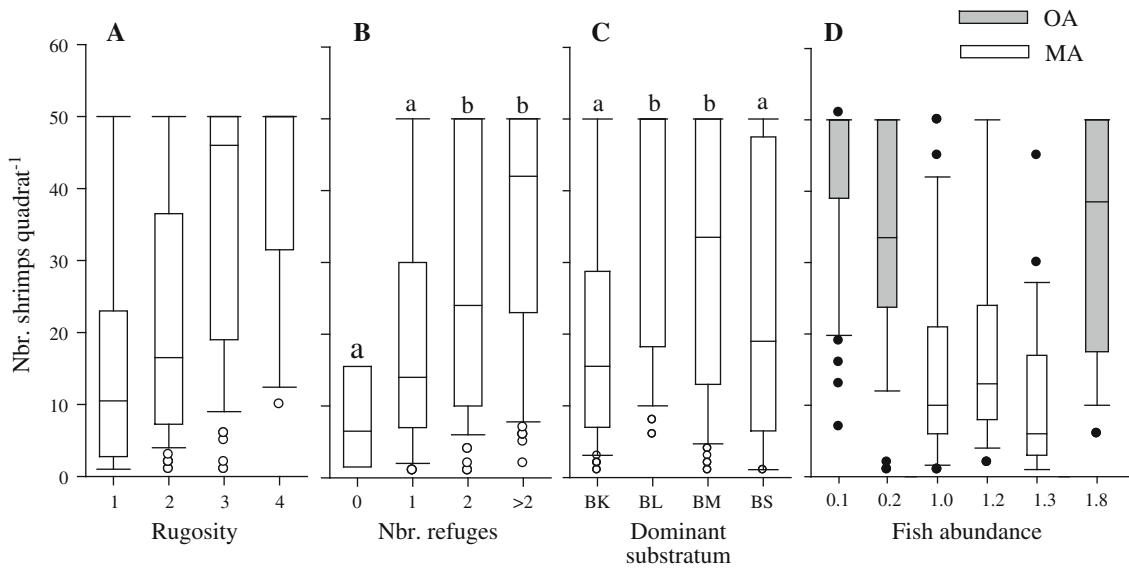 A B C D
OA
MA
60
50
40
30
20
10
0
Nbr. shrimps quadrat⁻¹
a b b
a
a b b a
1 2 3 4
0 1 2 >2
BK BL BM BS
0.1 0.2 1.0 1.2 1.3 1.8
Rugosity
Nbr. refuges
Dominant
substratum
Fish abundance